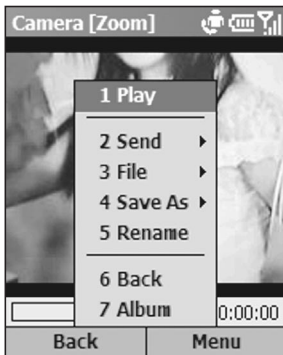 Camera [Zoom]
1 Play
2 Send
3 File
4 Save As
5 Rename
6 Back
7 Album
0:00:00
Back Menu